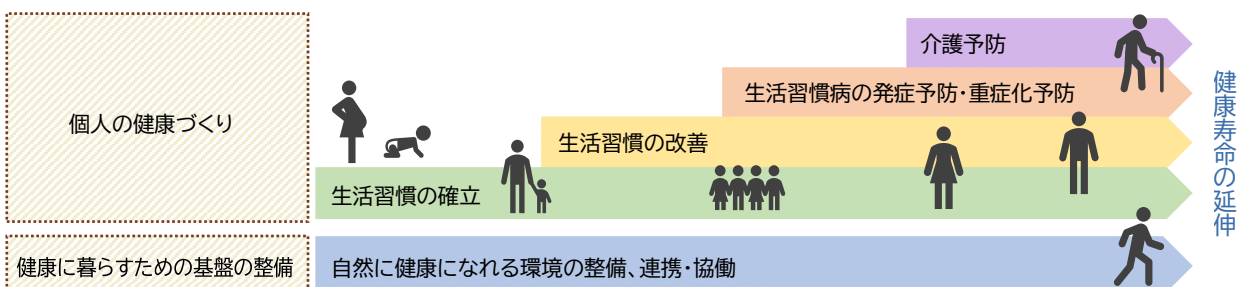 個人の健康づくり
介護予防
生活習慣病の発症予防・重症化予防
生活習慣の改善
生活習慣の確立
健康に暮らすための基盤の整備
自然に健康になれる環境の整備、連携・協働
健康寿命の延伸